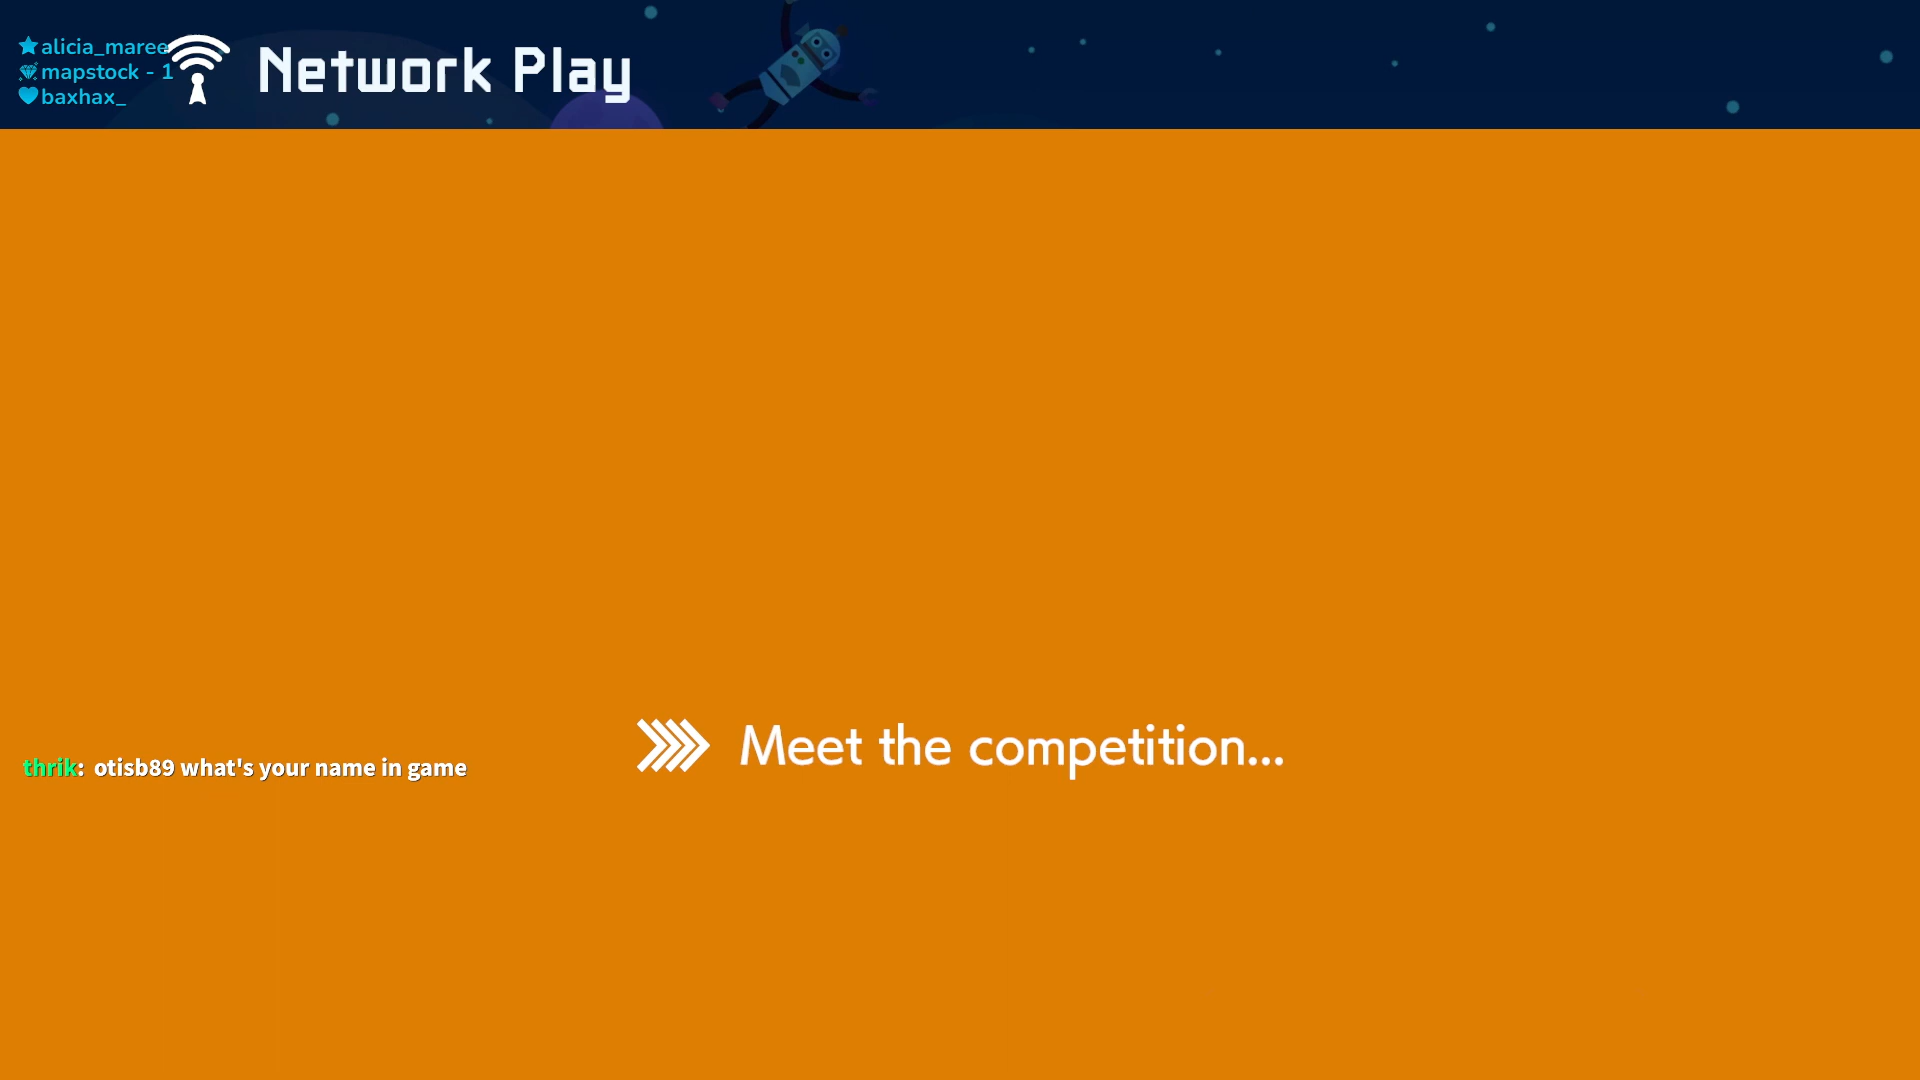 alicia_maree
mapstock - 1
baxhax_
Network Play
Meet the competition...
thrik: otisb89 what's your name in game